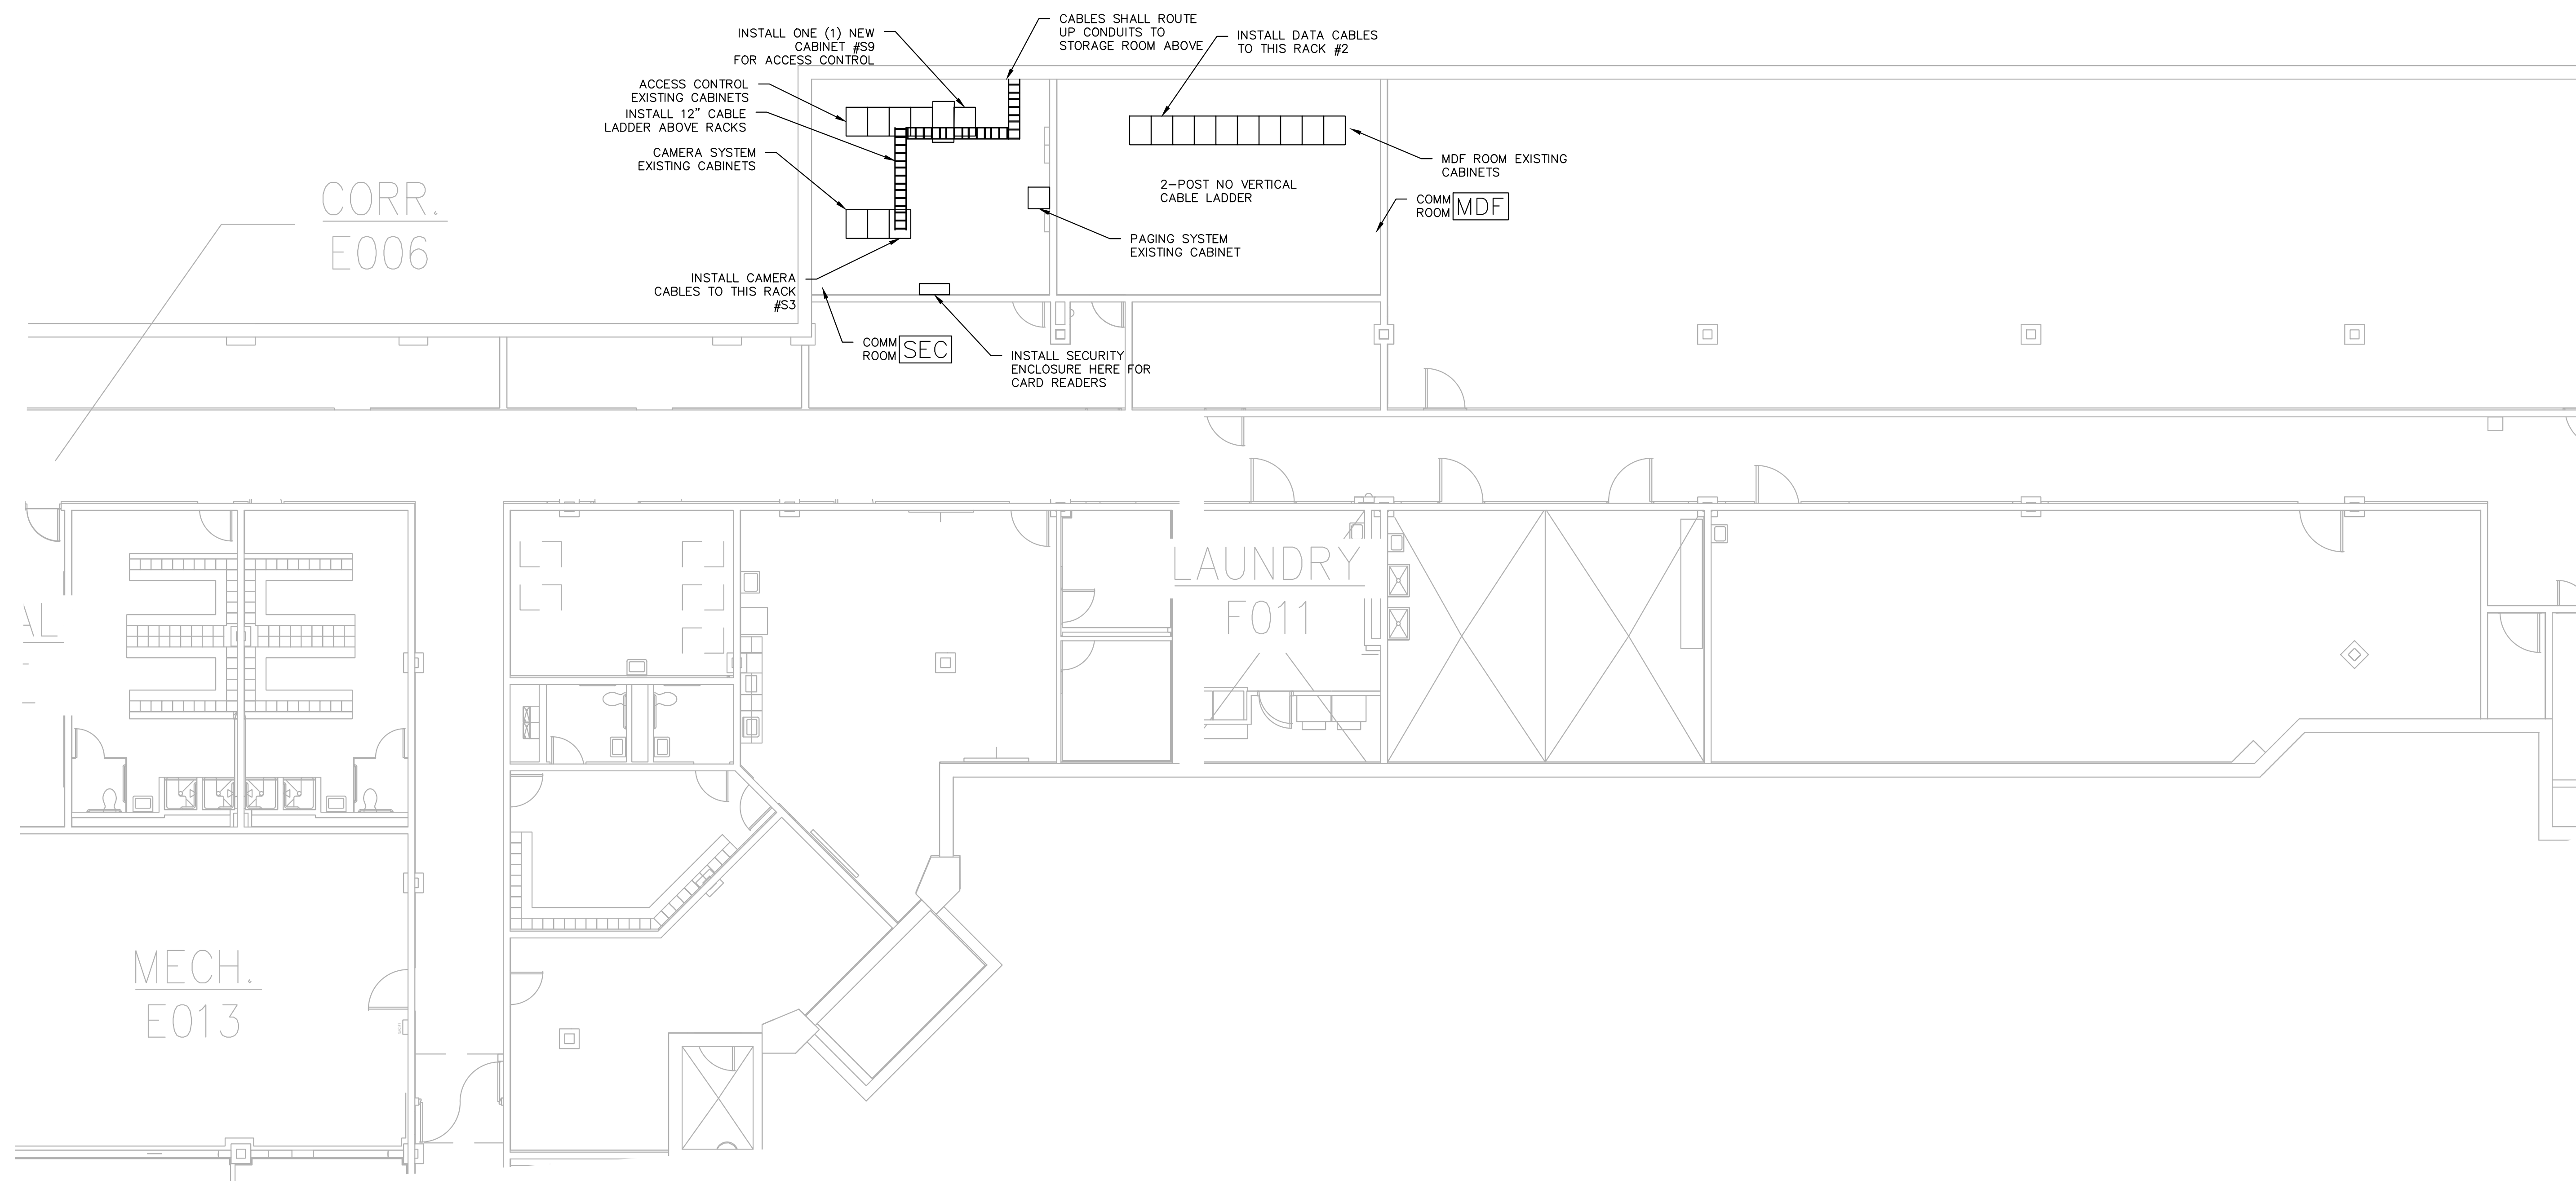 INSTALL ONE (1) NEW
CABINET #S9
FOR ACCESS CONTROL
CABLES SHALL ROUTE
UP CONDUITS TO
STORAGE ROOM ABOVE
INSTALL DATA CABLES
TO THIS RACK #2
ACCESS CONTROL
EXISTING CABINETS
INSTALL 12" CABLE
LADDER ABOVE RACKS
CAMERA SYSTEM
EXISTING CABINETS
MDF ROOM EXISTING
CABINETS
2-POST NO VERTICAL
CABLE LADDER
COMM
ROOM MDF
CORR.
E006
PAGING SYSTEM
EXISTING CABINET
INSTALL CAMERA
CABLES TO THIS RACK
#S3
COMM
ROOM SEC
INSTALL SECURITY
ENCLOSURE HERE FOR
CARD READERS
LAUNDRY
E011
AL
MECH.
E013